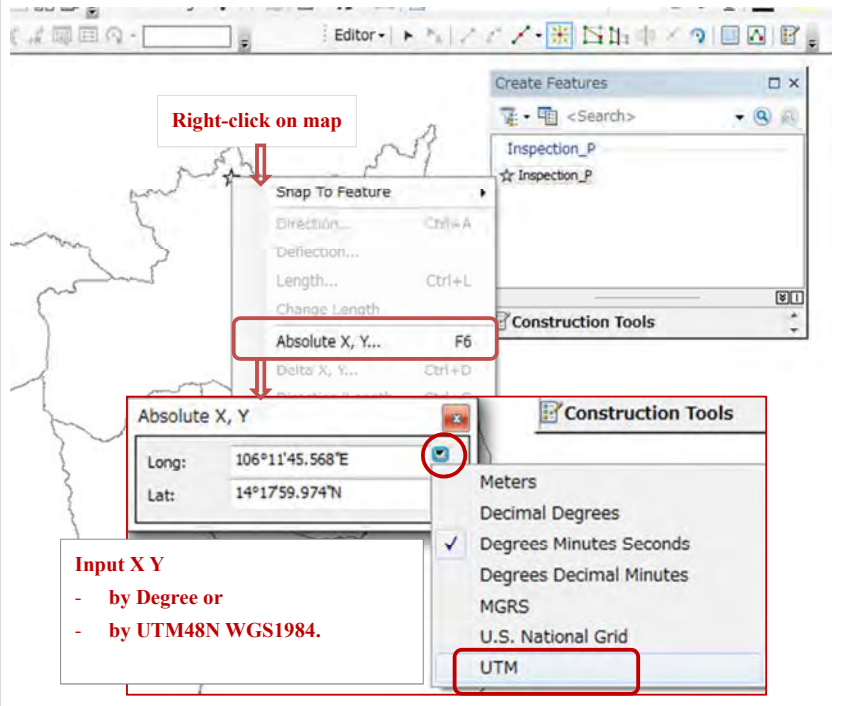 Editor
Create Features
Right-click on map
<Search>
Inspection_P
Inspection_P
Snap To Feature
Direction... Ctrl+A
Deflection...
Length... Ctrl+L
Change Length
Construction Tools
Absolute X, Y... F6
Delta X, Y... Ctrl+D
Absolute X, Y
Construction Tools
Long: 106°11'45.568"E
Lat: 14°17'59.974"N
Meters
Decimal Degrees
✓ Degrees Minutes Seconds
Degrees Decimal Minutes
MGRS
U.S. National Grid
UTM
Input X Y
- by Degree or
- by UTM48N WGS1984.